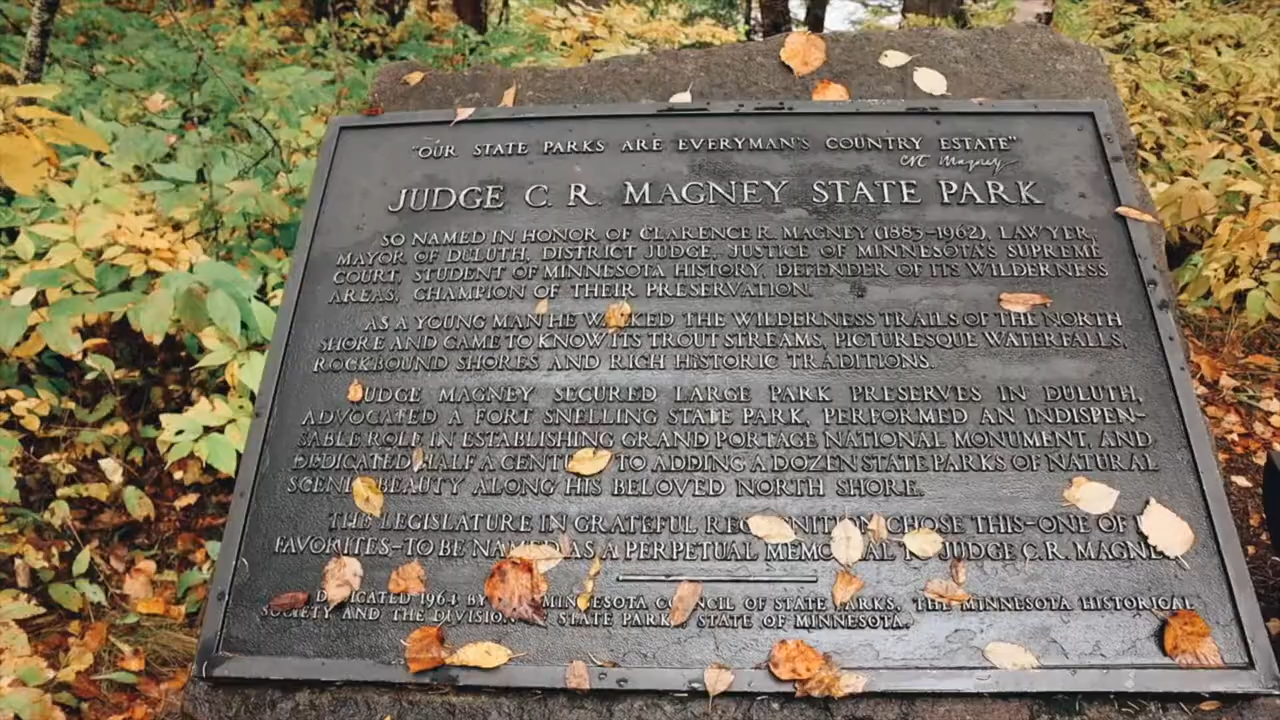 "OUR STATE PARKS ARE EVERYMAN'S COUNTRY ESTATE"
CR Magney
JUDGE C. R. MAGNEY STATE PARK
SO NAMED IN HONOR OF CLARENCE R. MAGNEY (1883-1962), LAWYER,
MAYOR OF DULUTH, DISTRICT JUDGE, JUSTICE OF MINNESOTA'S SUPREME
COURT, STUDENT OF MINNESOTA HISTORY, DEFENDER OF ITS WILDERNESS
AREAS, CHAMPION OF THEIR PRESERVATION.
AS A YOUNG MAN HE WALKED THE WILDERNESS TRAILS OF THE NORTH
SHORE AND CAME TO KNOW ITS TROUT STREAMS, PICTURESQUE WATERFALLS,
ROCKBOUND SHORES AND RICH HISTORIC TRADITIONS.
JUDGE MAGNEY SECURED LARGE PARK PRESERVES IN DULUTH,
ADVOCATED A FORT SNELLING STATE PARK, PERFORMED AN INDISPEN-
SABLE ROLE IN ESTABLISHING GRAND PORTAGE NATIONAL MONUMENT, AND
DEDICATED HALF A CENTURY TO ADDING A DOZEN STATE PARKS OF NATURAL
SCENIC BEAUTY ALONG HIS BELOVED NORTH SHORE.
THE LEGISLATURE IN GRATEFUL RECOGNITION CHOSE THIS-ONE OF
FAVORITES-TO BE NAMED AS A PERPETUAL MEMORIAL TO JUDGE C.R. MAGNEY
DEDICATED 1964 BY MINNESOTA COUNCIL OF STATE PARKS, THE MINNESOTA HISTORICAL
SOCIETY AND THE DIVISION OF STATE PARKS, STATE OF MINNESOTA.